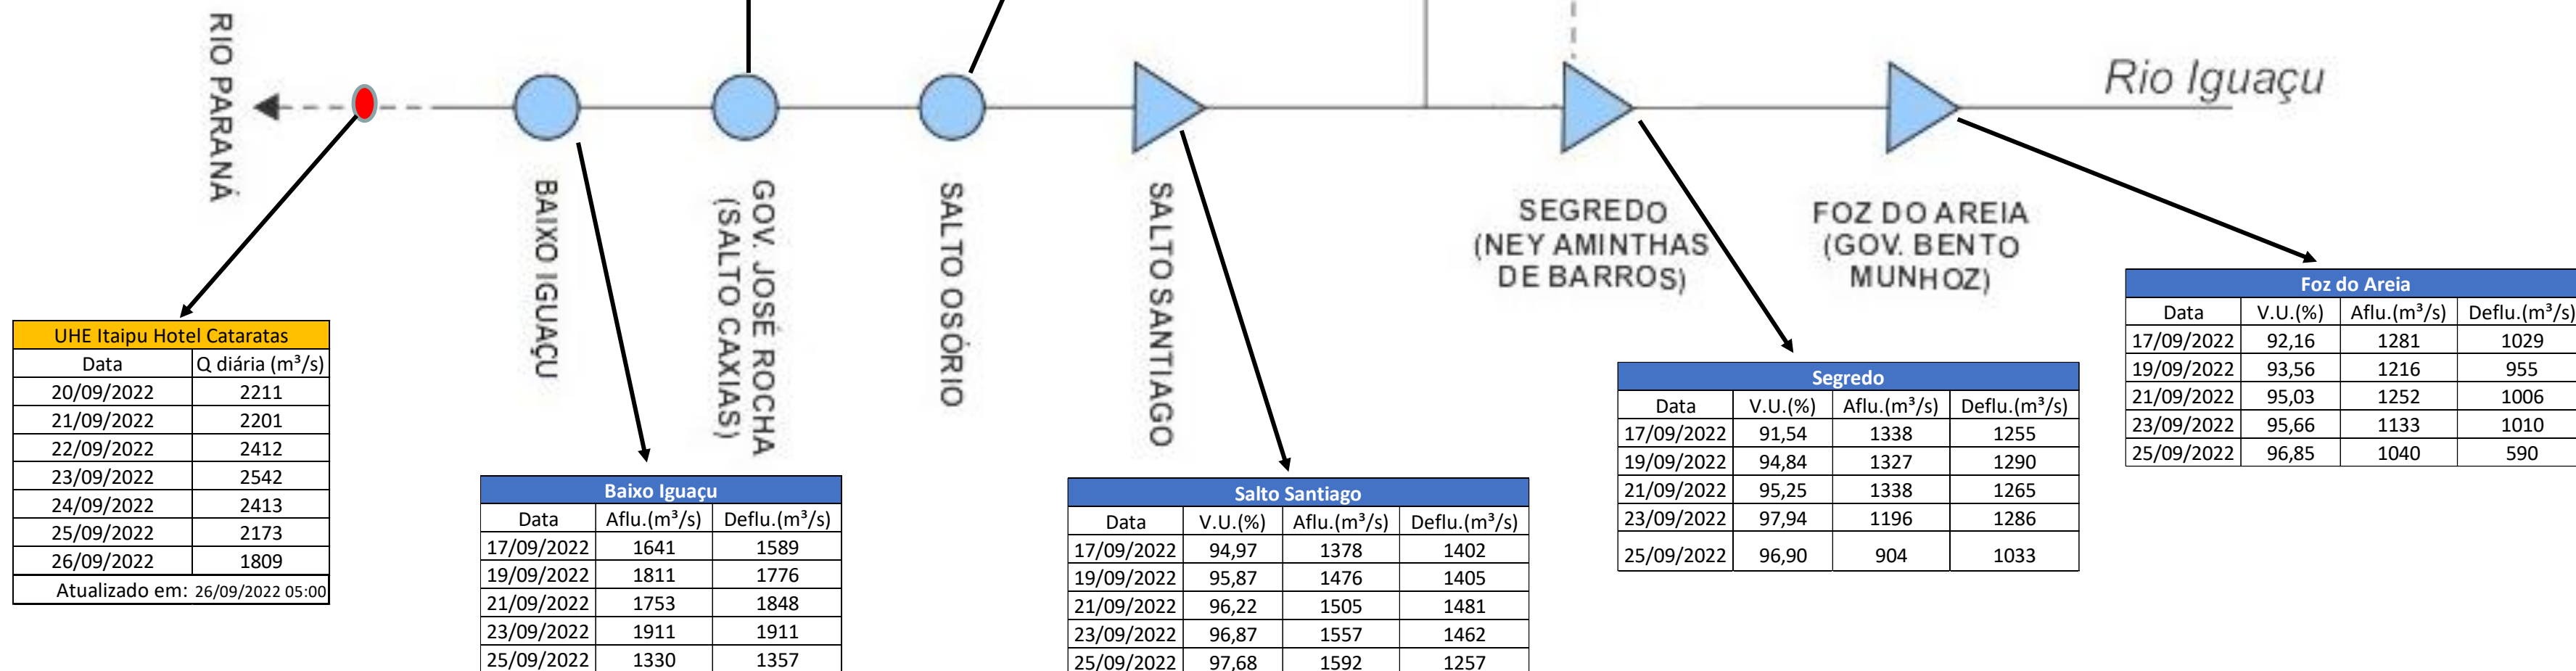 RIO PARANÁ
BAIXO IGUAÇU
GOV. JOSÉ ROCHA
(SALTO CAXIAS)
SALTO OSÓRIO
SALTO SANTIAGO
SEGREDO
(NEY AMINTHAS
DE BARROS)
FOZ DO AREIA
(GOV. BENTO
MUNHOZ)
Rio Iguaçu
UHE Itaipu Hotel Cataratas
Data Q diária (m³/s)
20/09/2022 2211
21/09/2022 2201
22/09/2022 2412
23/09/2022 2542
24/09/2022 2413
25/09/2022 2173
26/09/2022 1809
Atualizado em: 26/09/2022 05:00
Baixo Iguaçu
Data Aflu.(m³/s) Deflu.(m³/s)
17/09/2022 1641 1589
19/09/2022 1811 1776
21/09/2022 1753 1848
23/09/2022 1911 1911
25/09/2022 1330 1357
Salto Santiago
Data V.U.(%) Aflu.(m³/s) Deflu.(m³/s)
17/09/2022 94,97 1378 1402
19/09/2022 95,87 1476 1405
21/09/2022 96,22 1505 1481
23/09/2022 96,87 1557 1462
25/09/2022 97,68 1592 1257
Segredo
Data V.U.(%) Aflu.(m³/s) Deflu.(m³/s)
17/09/2022 91,54 1338 1255
19/09/2022 94,84 1327 1290
21/09/2022 95,25 1338 1265
23/09/2022 97,94 1196 1286
25/09/2022 96,90 904 1033
Foz do Areia
Data V.U.(%) Aflu.(m³/s) Deflu.(m³/s)
17/09/2022 92,16 1281 1029
19/09/2022 93,56 1216 955
21/09/2022 95,03 1252 1006
23/09/2022 95,66 1133 1010
25/09/2022 96,85 1040 590